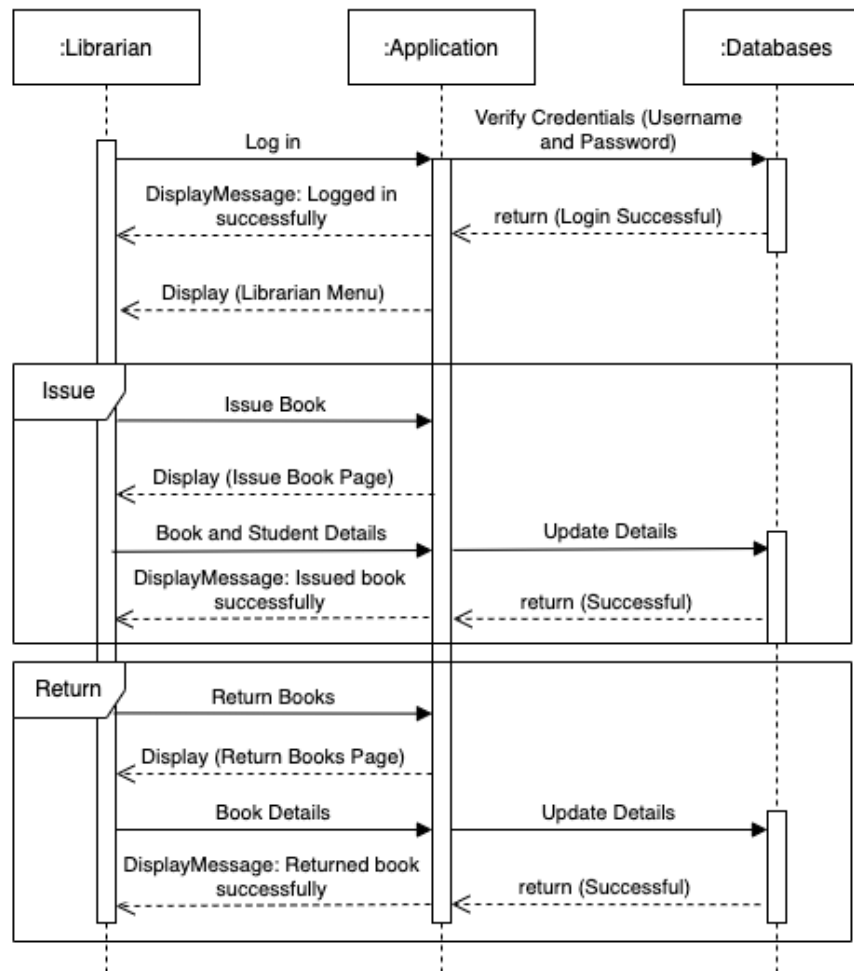 :Librarian
:Application
:Databases
Log in
Verify Credentials (Username
and Password)
DisplayMessage: Logged in
successfully
return (Login Successful)
Display (Librarian Menu)
Issue
Issue Book
Display (Issue Book Page)
Book and Student Details
Update Details
DisplayMessage: Issued book
successfully
return (Successful)
Return
Return Books
Display (Return Books Page)
Book Details
Update Details
DisplayMessage: Returned book
successfully
return (Successful)